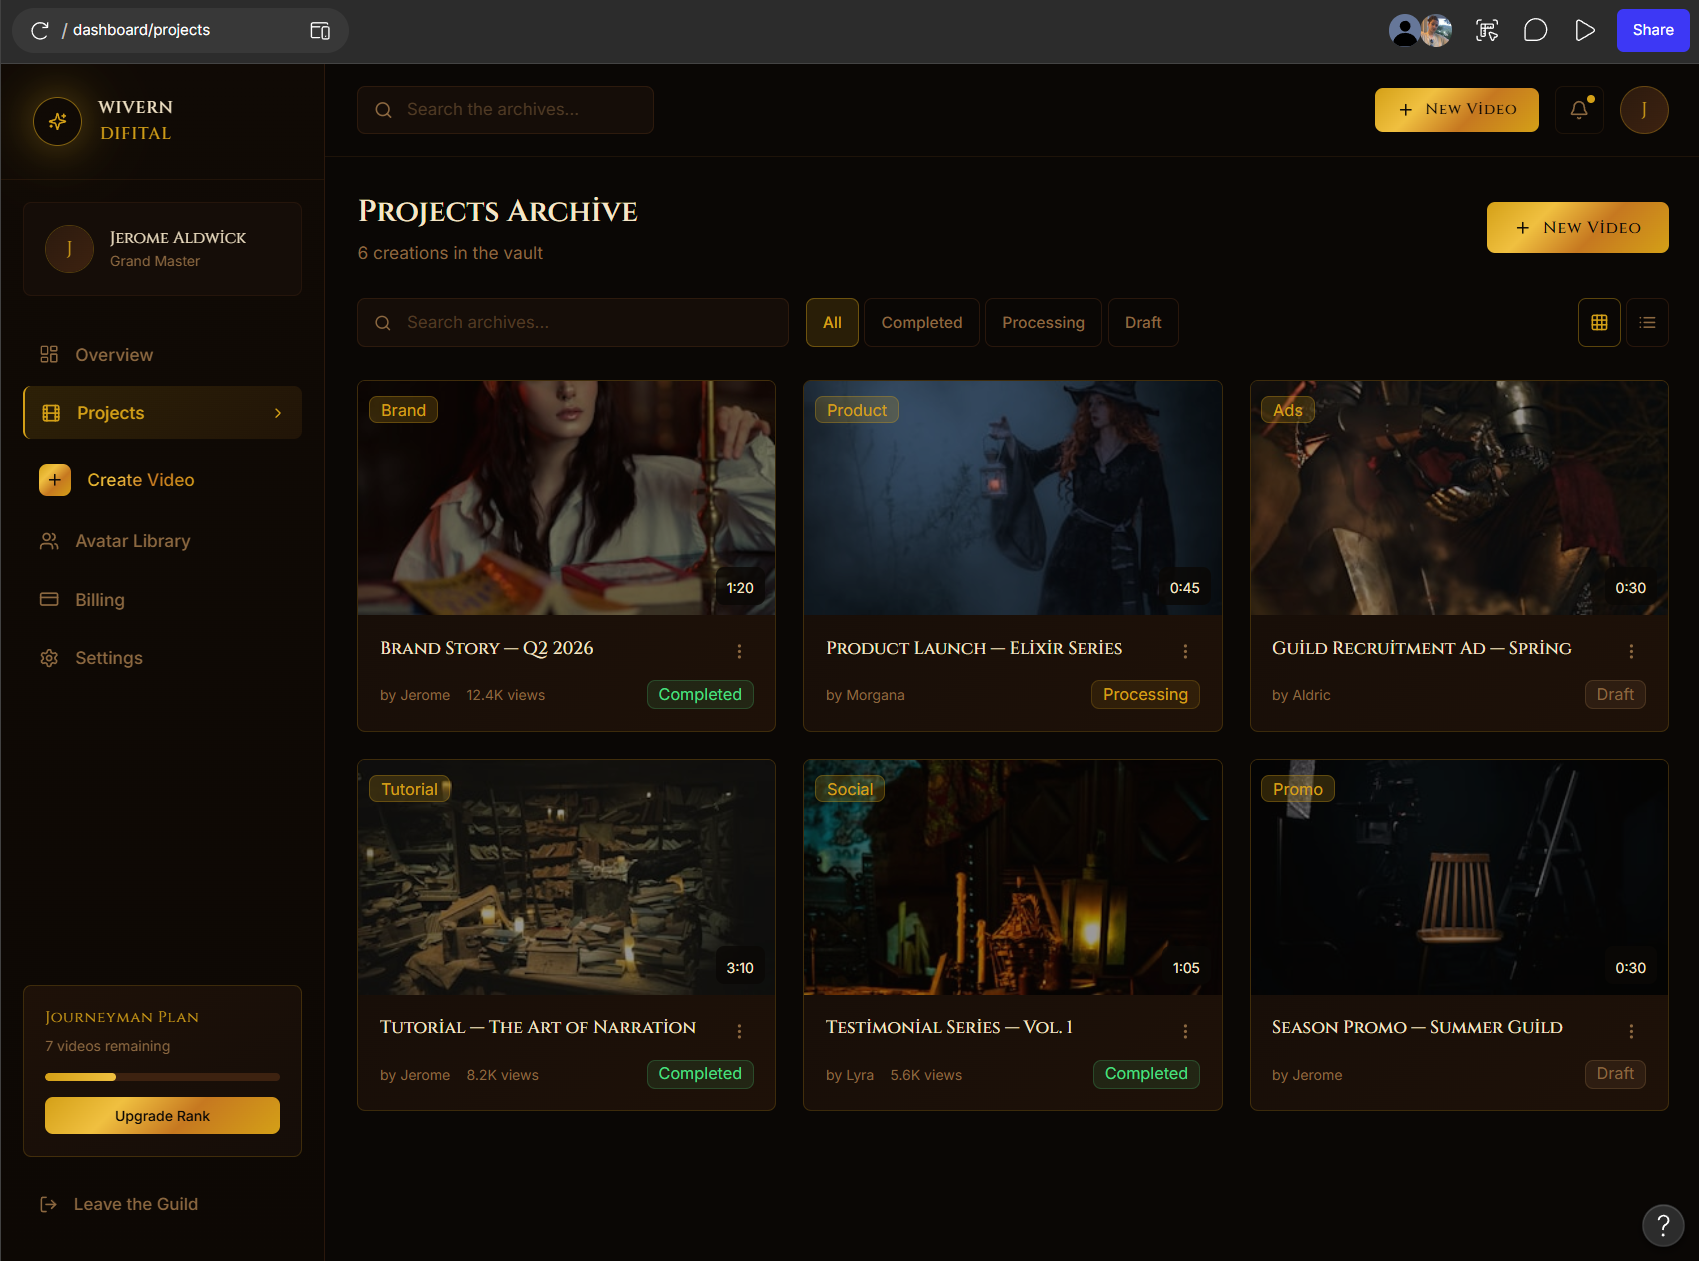 / dashboard/projects
Share
WIVERN
DIFITAL
Search the archives...
+ New Video
J
J
Jerome Aldwick
Grand Master
Overview
Projects
Create Video
Avatar Library
Billing
Settings
Journeyman Plan
7 videos remaining
Upgrade Rank
Leave the Guild
Projects Archive
6 creations in the vault
+ New Video
Search archives...
All
Completed
Processing
Draft
Brand
1:20
Brand Story — Q2 2026
by Jerome 12.4K views
Completed
Product
0:45
Product Launch — Elixir Series
by Morgana
Processing
Ads
0:30
Guild Recruitment Ad — Spring
by Aldric
Draft
Tutorial
3:10
Tutorial — The Art of Narration
by Jerome 8.2K views
Completed
Social
1:05
Testimonial Series — Vol. 1
by Lyra 5.6K views
Completed
Promo
0:30
Season Promo — Summer Guild
by Jerome
Draft
?